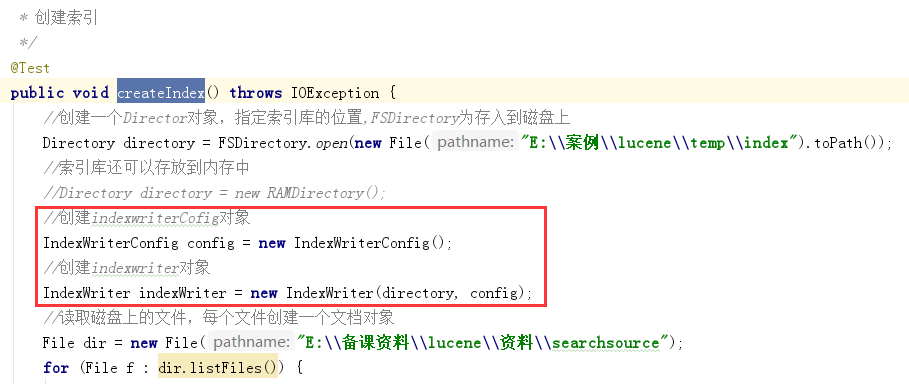 * 创建索引
*/
@Test
public void createIndex() throws IOException {
//创建一个Director对象，指定索引库的位置,FSDirectory为存入到磁盘上
Directory directory = FSDirectory.open(new File( pathname: "E:\\案例\\lucene\\temp\\index").toPath());
//索引库还可以存放到内存中
//Directory directory = new RAMDirectory();
//创建indexwriterCofig对象
IndexWriterConfig config = new IndexWriterConfig();
//创建indexwriter对象
IndexWriter indexWriter = new IndexWriter(directory, config);
//读取磁盘上的文件，每个文件创建一个文档对象
File dir = new File( pathname: "E:\\备课资料\\lucene\\资料\\searchsource");
for (File f : dir.listFiles()) {